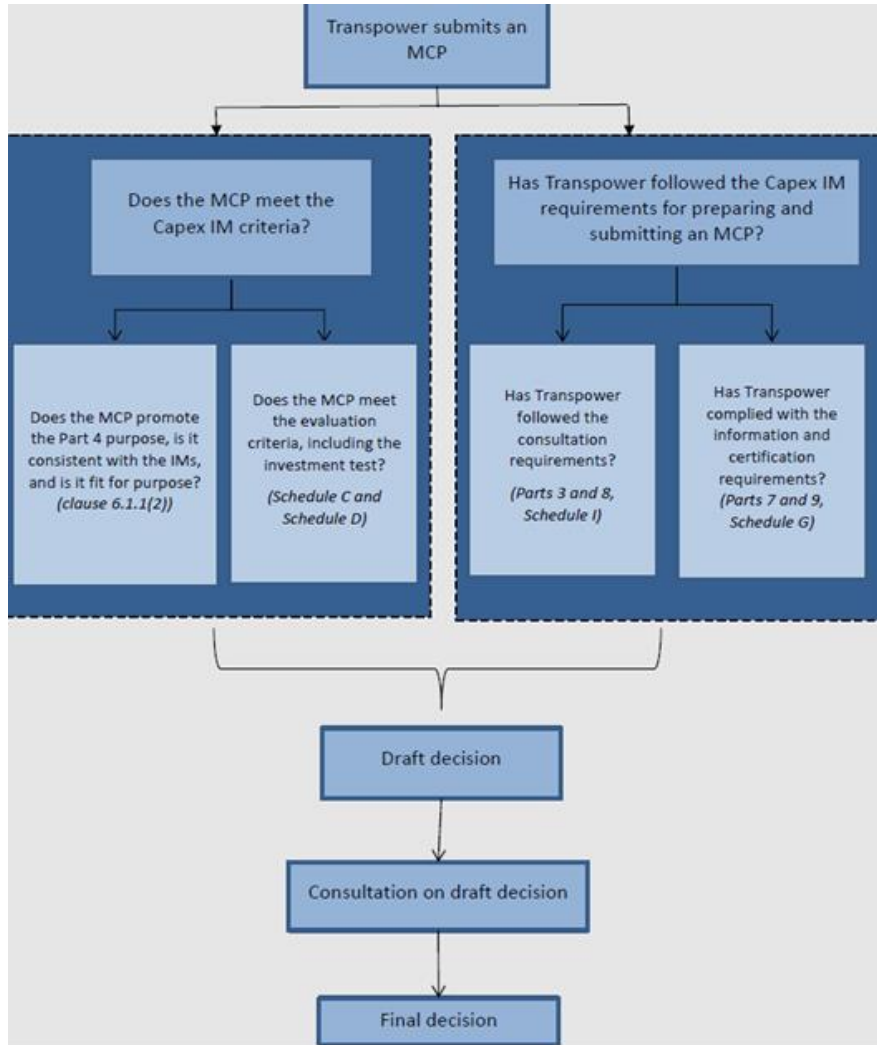 Transpower submits an
MCP
Does the MCP meet the
Capex IM criteria?
Has Transpower followed the Capex IM
requirements for preparing and
submitting an MCP?
Does the MCP promote
the Part 4 purpose, is it
consistent with the IMs,
and is it fit for purpose?
(clause 6.1.1(2))
Does the MCP meet
the evaluation
criteria, including the
investment test?
(Schedule C and
Schedule D)
Has Transpower
followed the
consultation
requirements?
(Parts 3 and 8,
Schedule I)
Has Transpower
complied with the
information and
certification
requirements?
(Parts 7 and 9,
Schedule G)
Draft decision
Consultation on draft decision
Final decision